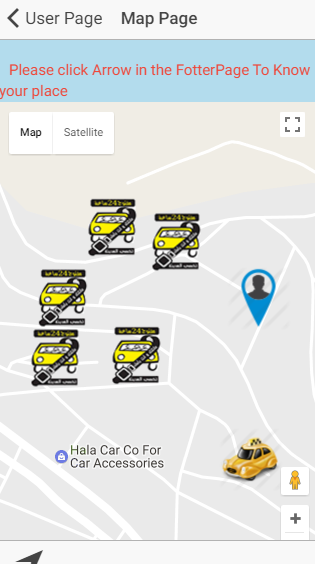 User Page Map Page
Please click Arrow in the FotterPage To Know
your place
Map Satellite
Hala Car Co For
Car Accessories